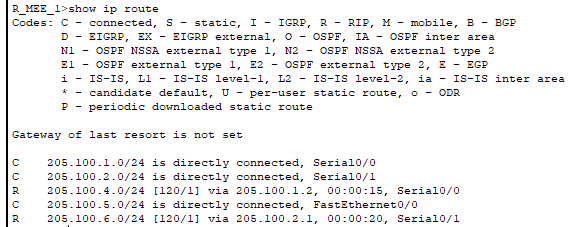 R_MEE_1>show ip route
Codes: C - connected, S - static, I - IGRP, R - RIP, M - mobile, B - BGP
       D - EIGRP, EX - EIGRP external, O - OSPF, IA - OSPF inter area
       N1 - OSPF NSSA external type 1, N2 - OSPF NSSA external type 2
       E1 - OSPF external type 1, E2 - OSPF external type 2, E - EGP
       i - IS-IS, L1 - IS-IS level-1, L2 - IS-IS level-2, ia - IS-IS inter area
       * - candidate default, U - per-user static route, o - ODR
       P - periodic downloaded static route
Gateway of last resort is not set
C    205.100.1.0/24 is directly connected, Serial0/0
C    205.100.2.0/24 is directly connected, Serial0/1
R    205.100.4.0/24 [120/1] via 205.100.1.2, 00:00:15, Serial0/0
C    205.100.5.0/24 is directly connected, FastEthernet0/0
R    205.100.6.0/24 [120/1] via 205.100.2.1, 00:00:20, Serial0/1